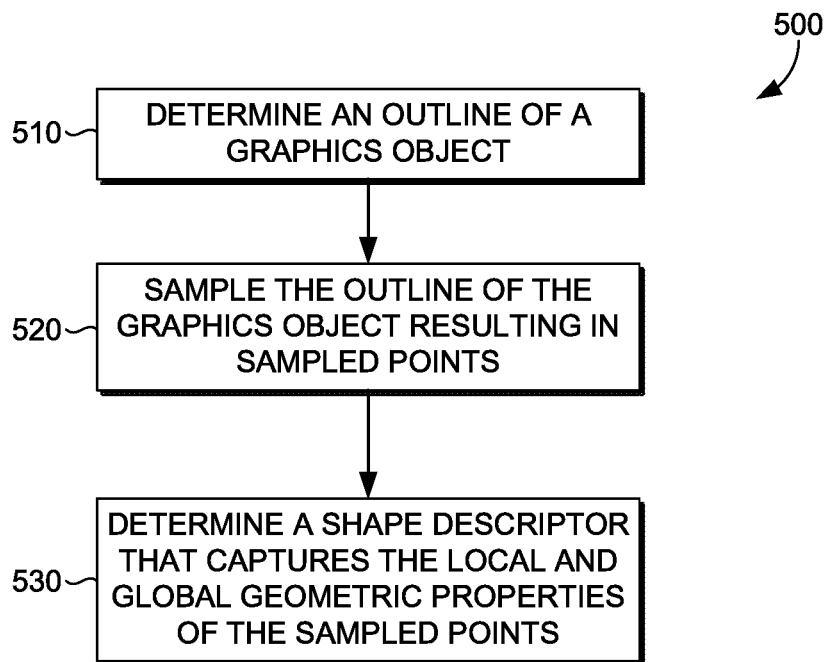 500
510
DETERMINE AN OUTLINE OF A
GRAPHICS OBJECT
520
SAMPLE THE OUTLINE OF THE
GRAPHICS OBJECT RESULTING IN
SAMPLED POINTS
530
DETERMINE A SHAPE DESCRIPTOR
THAT CAPTURES THE LOCAL AND
GLOBAL GEOMETRIC PROPERTIES
OF THE SAMPLED POINTS